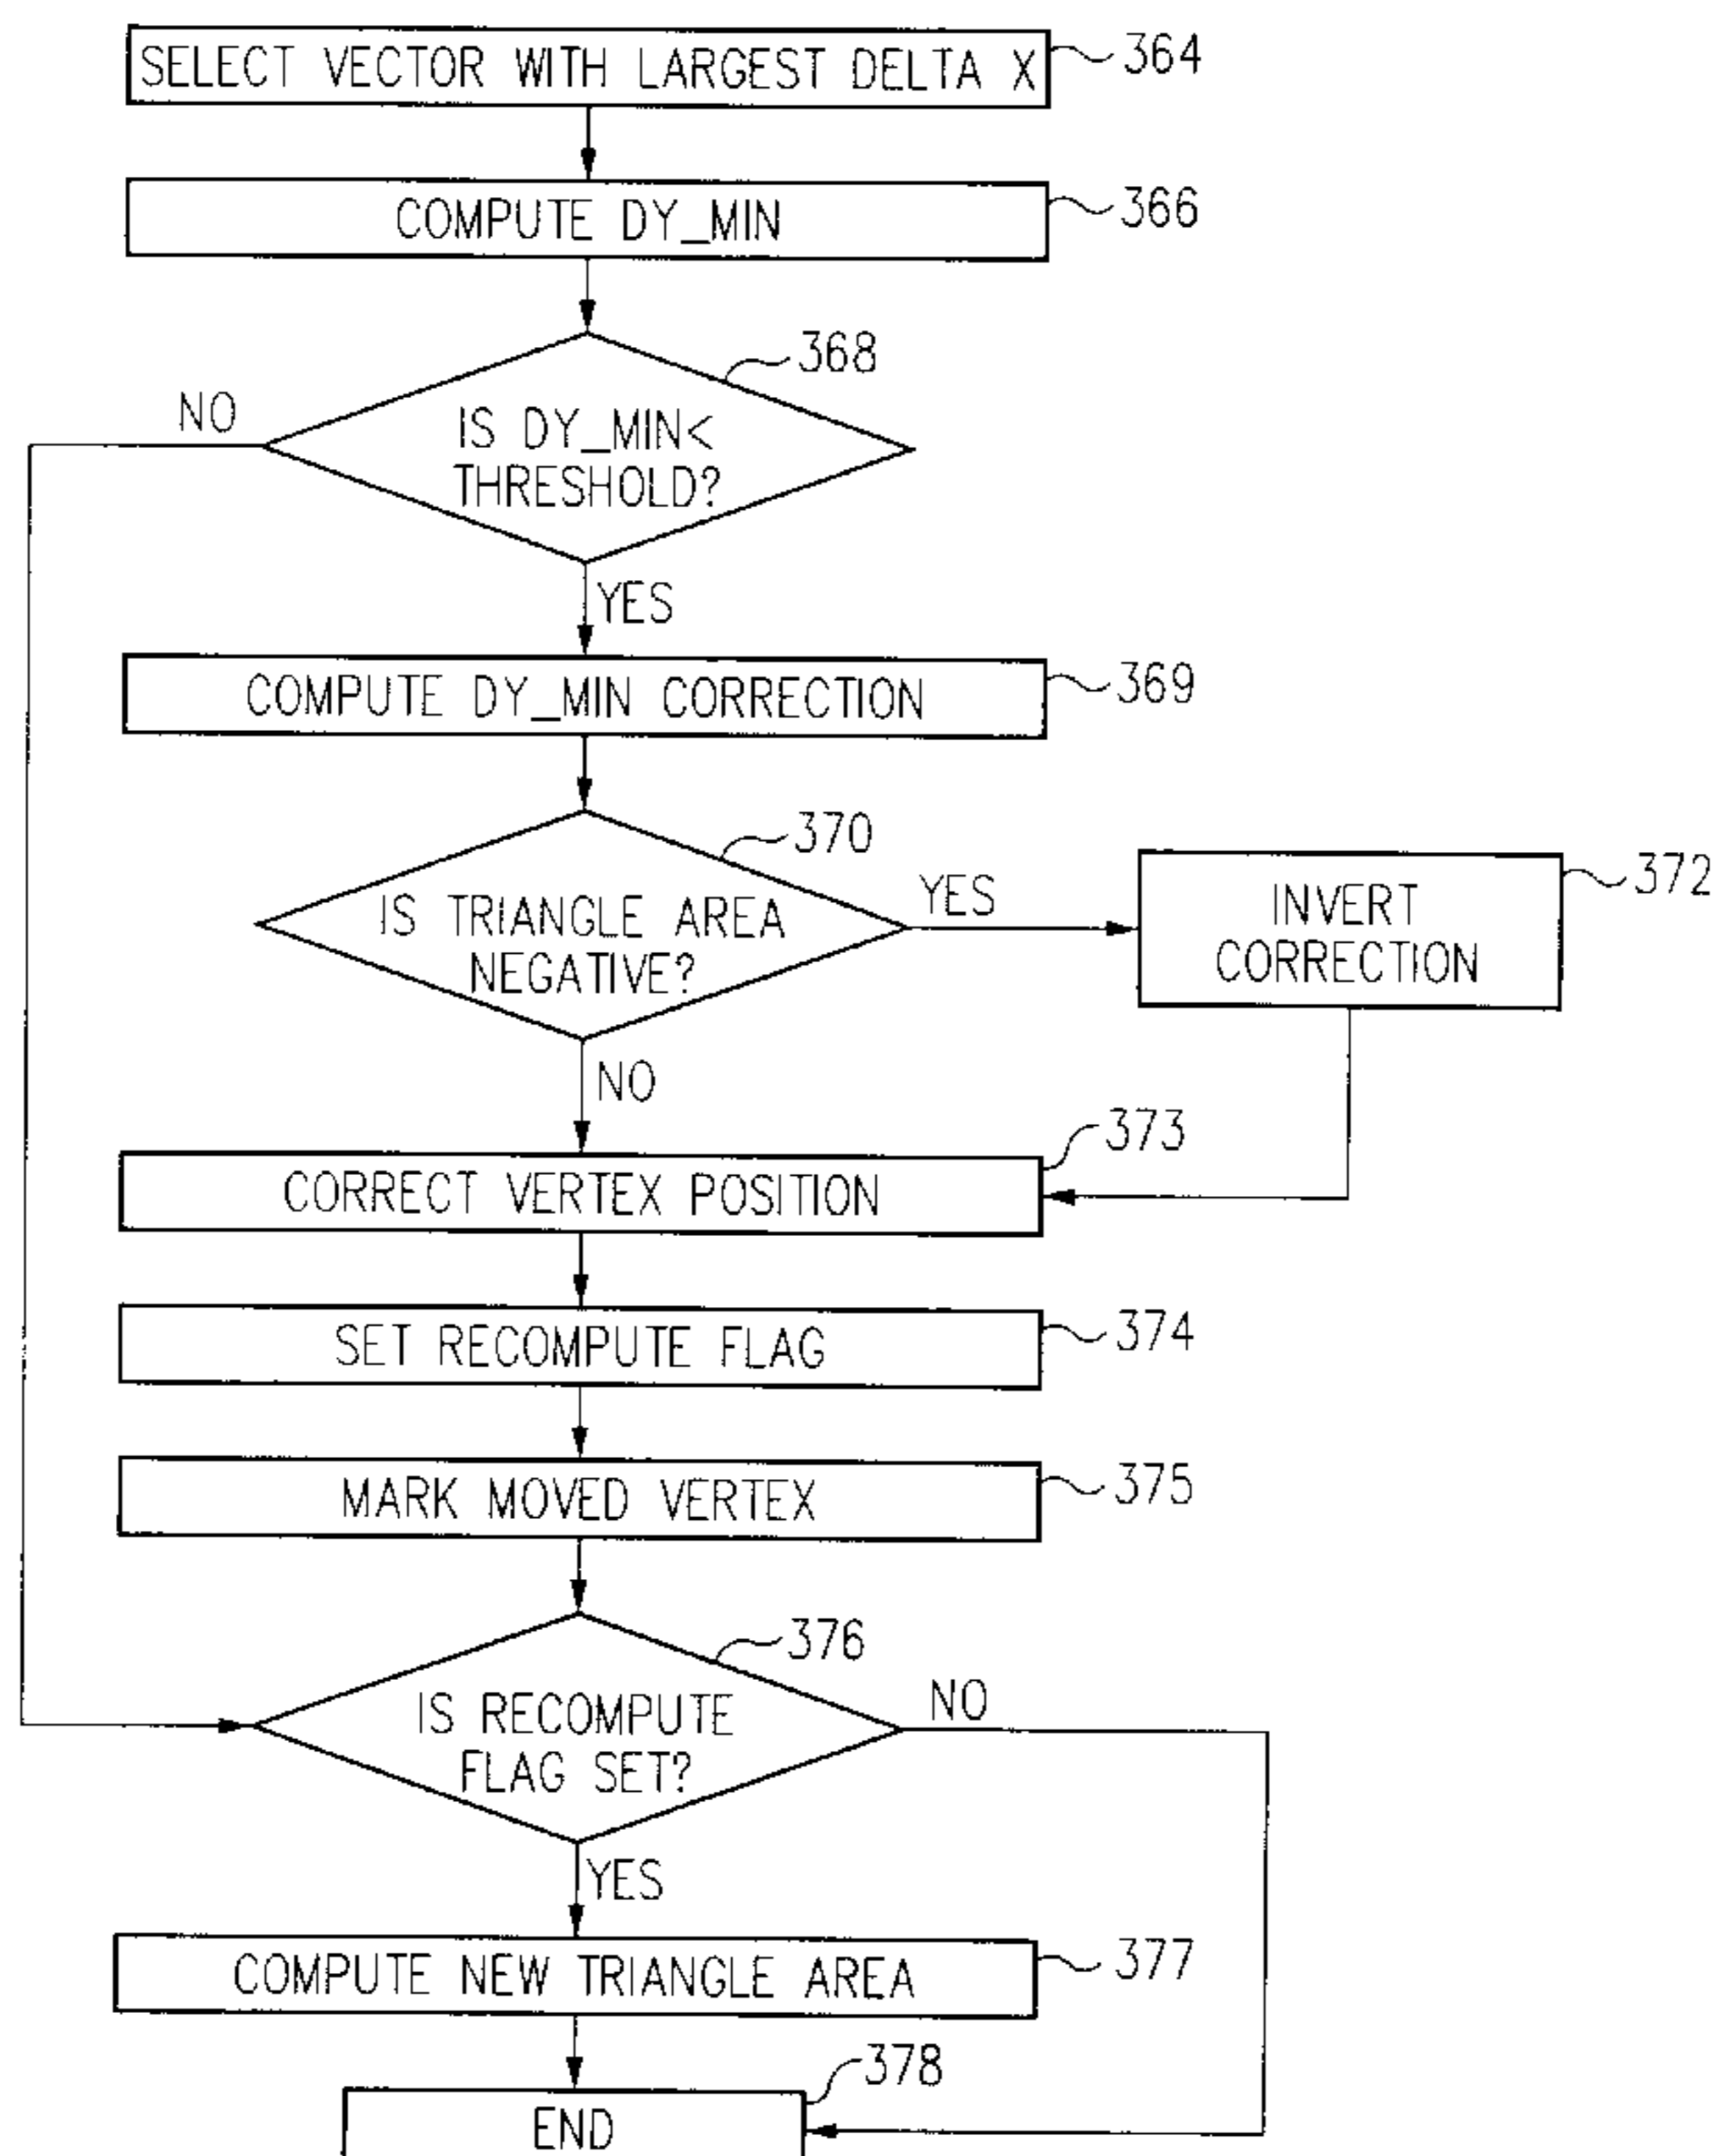 SELECT VECTOR WITH LARGEST DELTA X
364
COMPUTE DY_MIN
366
368
NO
IS DY_MIN<
THRESHOLD?
YES
COMPUTE DY_MIN CORRECTION
369
370
IS TRIANGLE AREA
NEGATIVE?
YES
INVERT
CORRECTION
372
NO
373
CORRECT VERTEX POSITION
SET RECOMPUTE FLAG
374
MARK MOVED VERTEX
375
376
IS RECOMPUTE
FLAG SET?
NO
YES
COMPUTE NEW TRIANGLE AREA
377
378
END